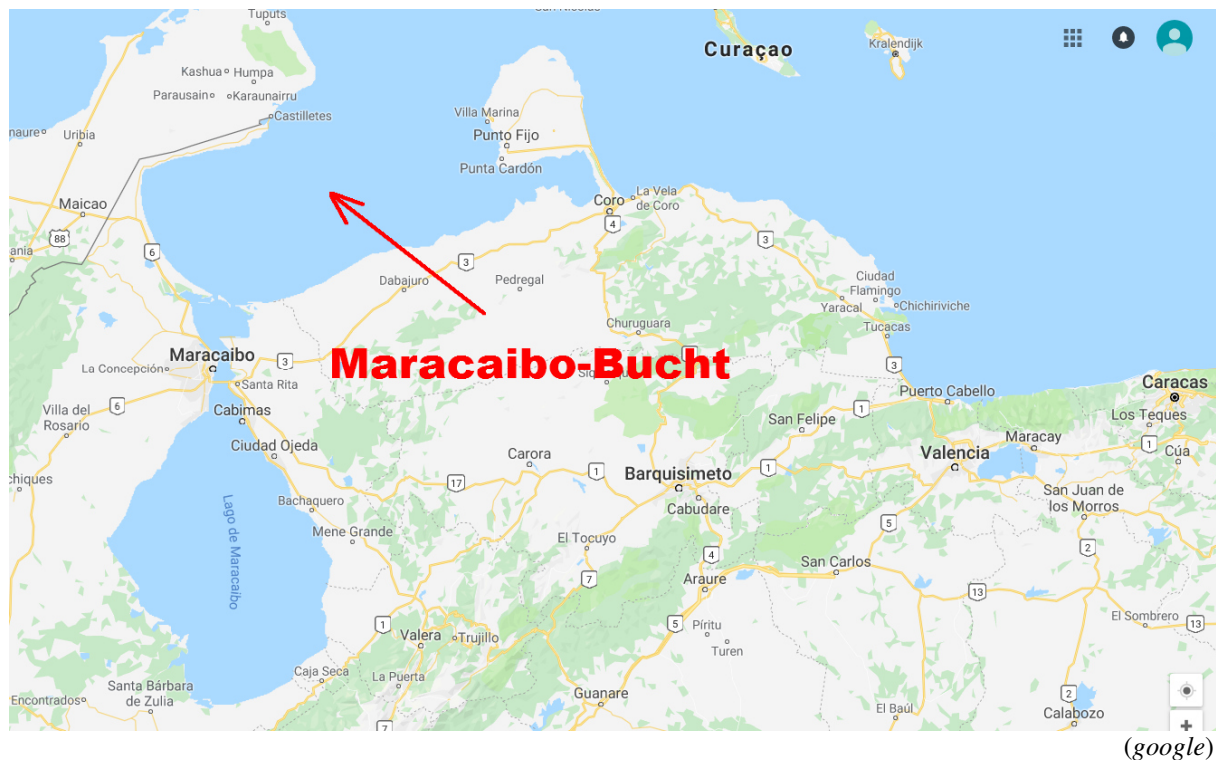 Tuputs
Curaçao
Kralendijk
Kashua
Humpa
Parausain
Karaunairru
Castilletes
Villa Marina
Uribia
Punto Fijo
Punta Cardón
Maicao
Coro
La Vela
de Coro
4
88
6
3
3
Dabajuro
Pedregal
Ciudad
Flamingo
Yaracal
Chichiriviche
Churuguara
Tucacas
Maracaibo
3
Maracaibo-Bucht
La Concepción
3
Santa Rita
Puerto Cabello
Caracas
Villa del
Rosario
6
Cabimas
San Felipe
1
Los Teques
Ciudad Ojeda
Valencia
Maracay
1
Cúa
Carora
1
Barquisimeto
1
17
Cabudare
San Juan de
los Morros
Bachaquero
Lago de Maracaibo
Mene Grande
El Tocuyo
5
2
4
San Carlos
7
Araure
13
1
Valera
Trujillo
5
Píritu
Turen
El Sombrero
13
Caja Seca
La Puerta
Santa Bárbara
de Zulia
Encontrados
Guanare
2
El Baúl
Calabozo
7
+
(google)